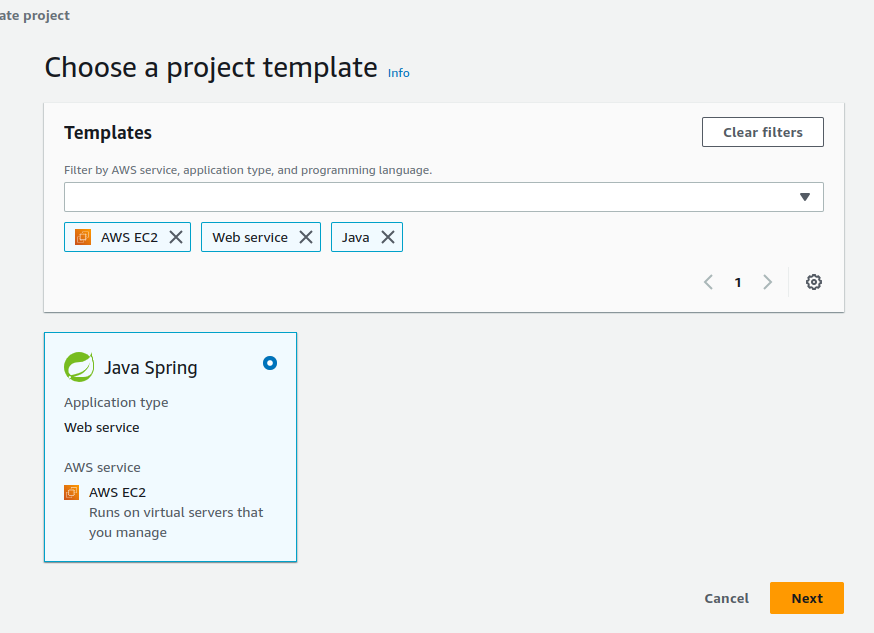 ate project
Choose a project template Info
Templates
Clear filters
Filter by AWS service, application type, and programming language.
AWS EC2
Web service
Java
1
Java Spring
Application type
Web service
AWS service
AWS EC2
Runs on virtual servers that
you manage
Cancel
Next